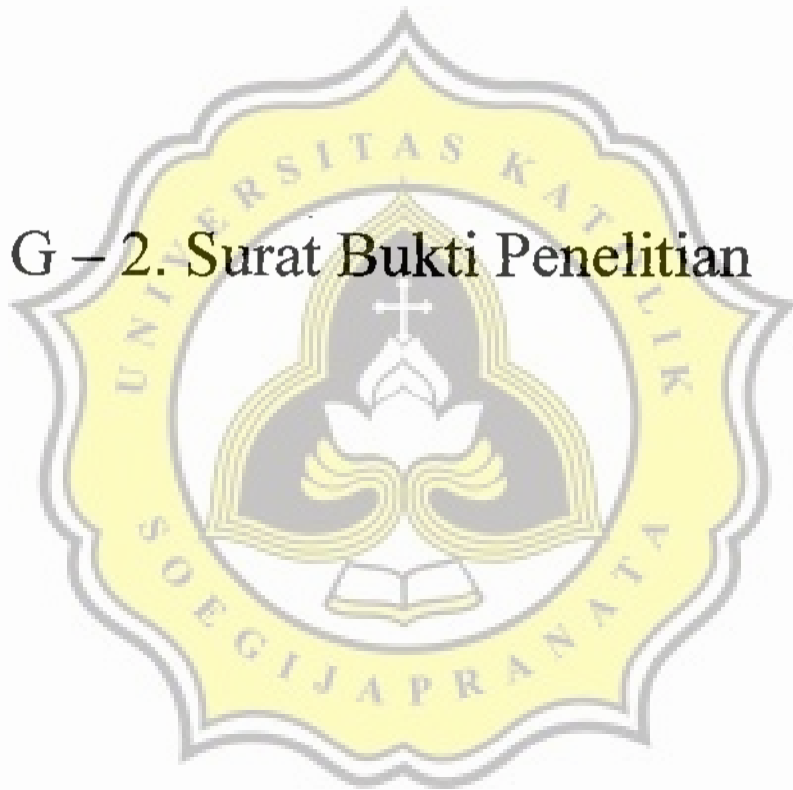 UNIVERSITAS KATOLIK
G – 2. Surat Bukti Penelitian
SOEGIJAPRANATA